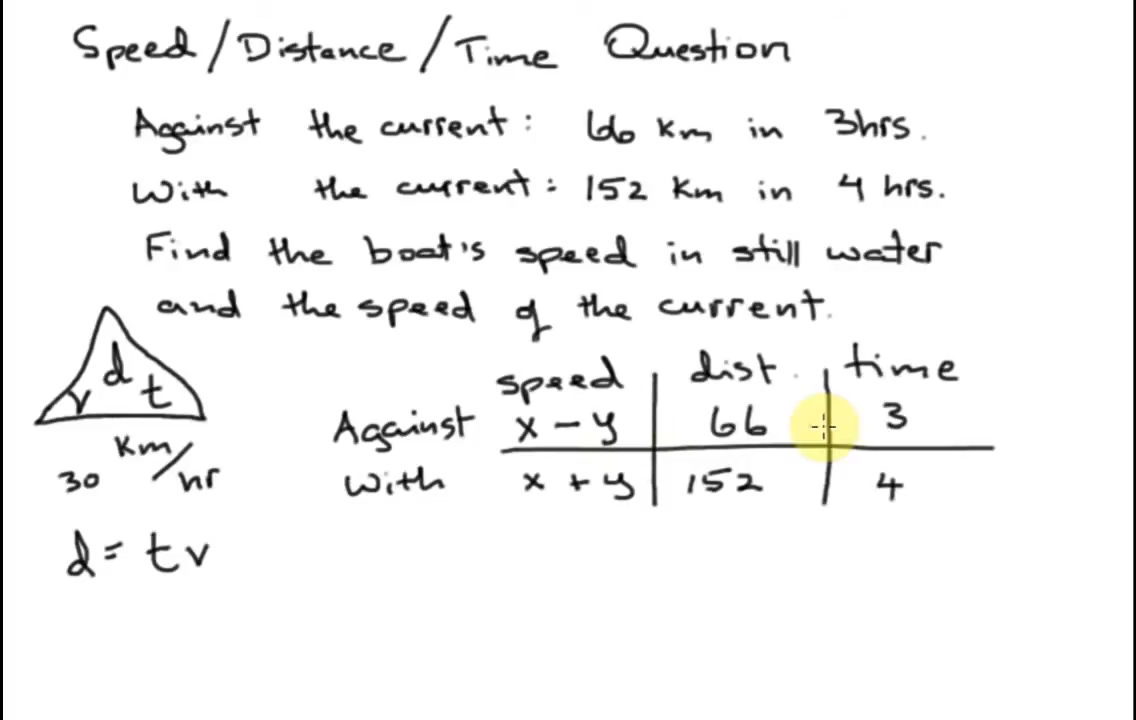 Speed / Distance / Time Question
Against the current: 66 km in 3hrs.
With the current: 152 km in 4 hrs.
Find the boat's speed in still water
and the speed of the current.
d
v t
km/hr
30
d = tv
speed dist. time
Against x - y 66 3
With x + y 152 4